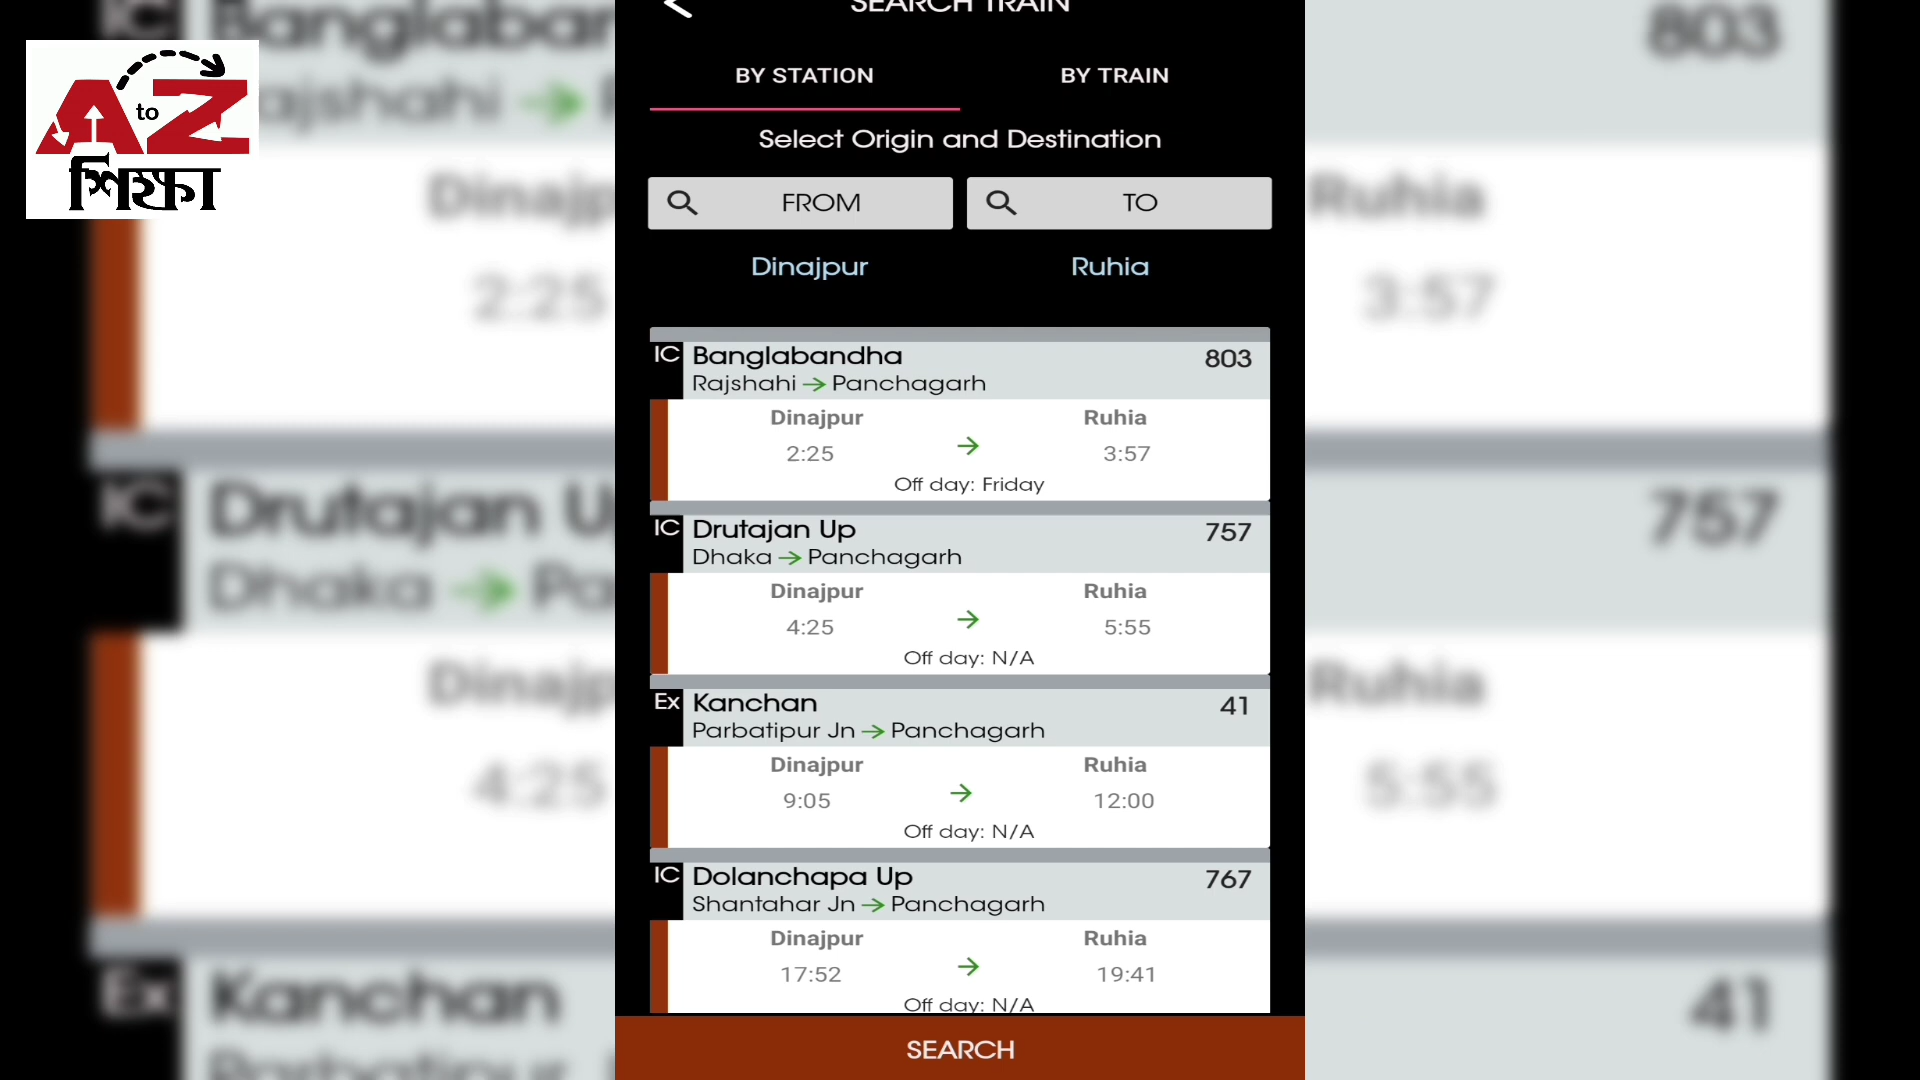 A to Z
শিক্ষা
SEARCH TRAIN
BY STATION BY TRAIN
Select Origin and Destination
FROM TO
Dinajpur Ruhia
IC Banglabandha 803
Rajshahi → Panchagarh
Dinajpur → Ruhia
2:25 3:57
Off day: Friday
IC Drutajan Up 757
Dhaka → Panchagarh
Dinajpur → Ruhia
4:25 5:55
Off day: N/A
Ex Kanchan 41
Parbatipur Jn → Panchagarh
Dinajpur → Ruhia
9:05 12:00
Off day: N/A
IC Dolanchapa Up 767
Shantahar Jn → Panchagarh
Dinajpur → Ruhia
17:52 19:41
Off day: N/A
SEARCH